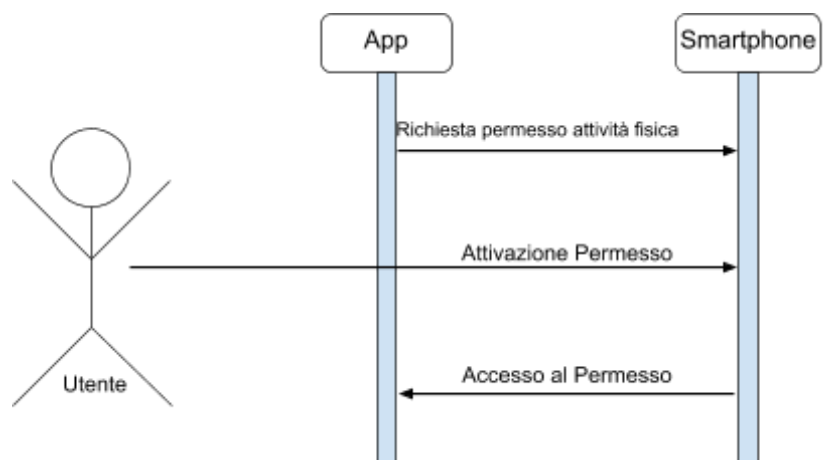 App
Smartphone
Richiesta permesso attività fisica
Attivazione Permesso
Accesso al Permesso
Utente